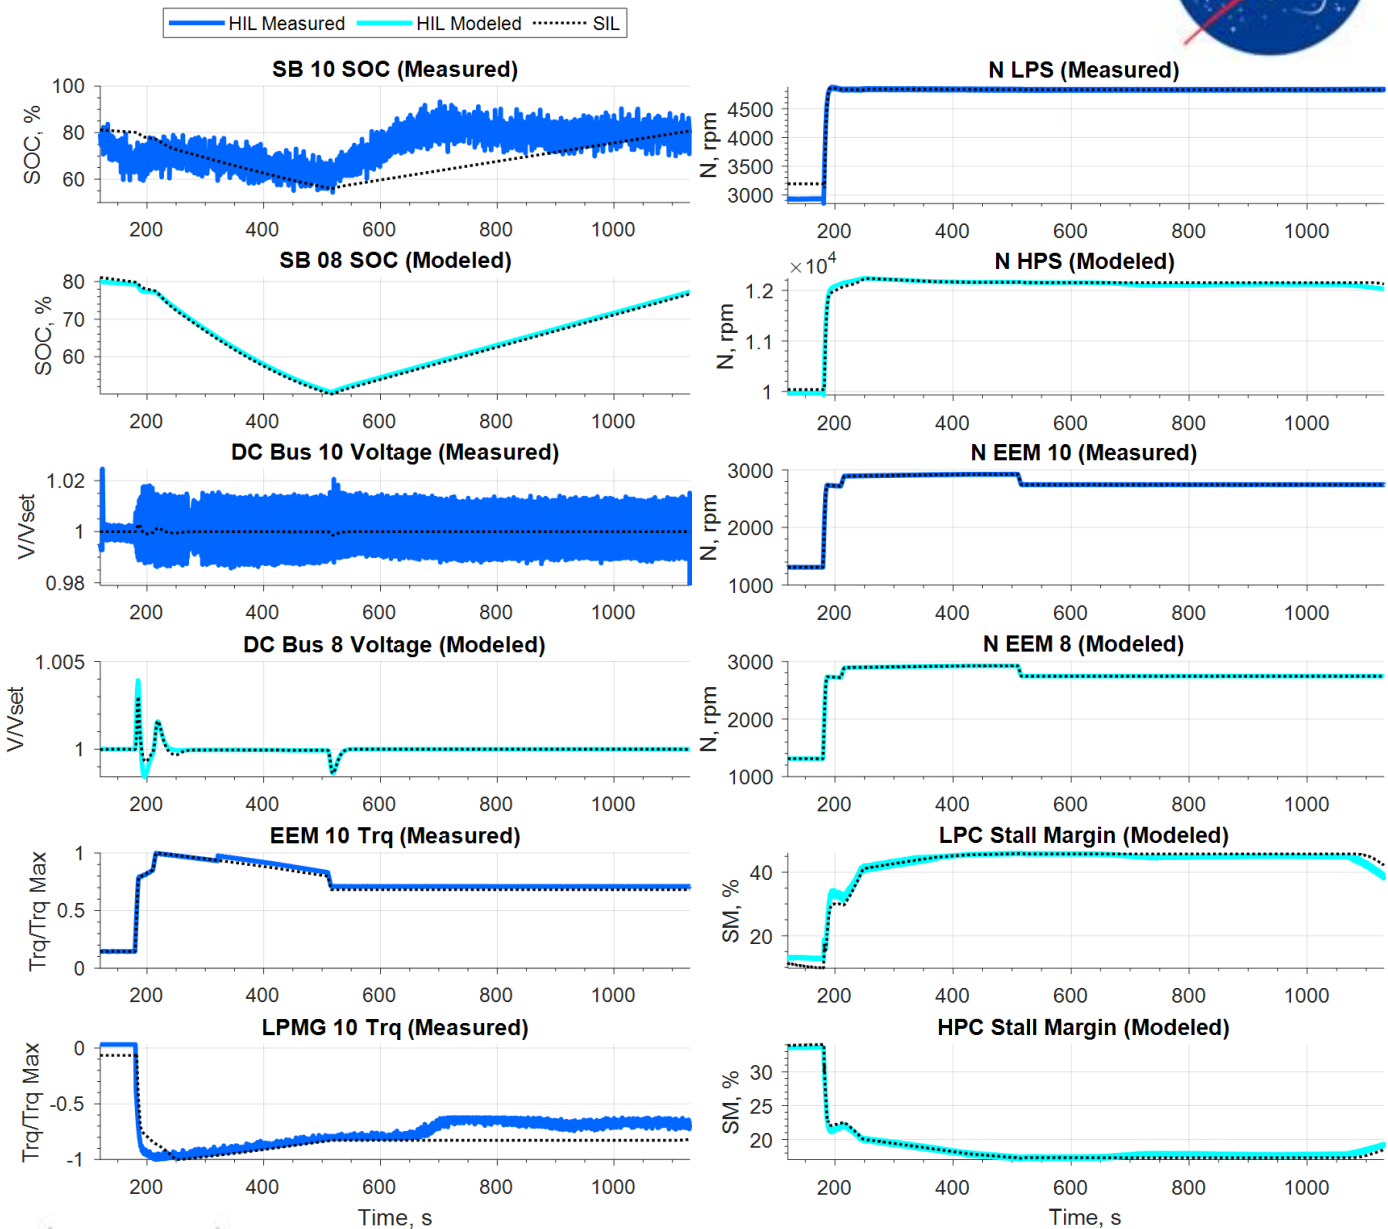 HIL Measured HIL Modeled SIL
SB 10 SOC (Measured)
SOC, %
100
80
60
200 400 600 800 1000
SB 08 SOC (Modeled)
SOC, %
80
70
60
200 400 600 800 1000
DC Bus 10 Voltage (Measured)
V/Vset
1.02
1
0.98
200 400 600 800 1000
DC Bus 8 Voltage (Modeled)
V/Vset
1.005
1
200 400 600 800 1000
EEM 10 Trq (Measured)
Trq/Trq Max
1
0.5
0
200 400 600 800 1000
LPMG 10 Trq (Measured)
Trq/Trq Max
0
-0.5
-1
200 400 600 800 1000
Time, s
N LPS (Measured)
N, rpm
4500
4000
3500
3000
200 400 600 800 1000
N HPS (Modeled)
×10^4
N, rpm
1.2
1.1
1
200 400 600 800 1000
N EEM 10 (Measured)
N, rpm
3000
2000
1000
200 400 600 800 1000
N EEM 8 (Modeled)
N, rpm
3000
2000
1000
200 400 600 800 1000
LPC Stall Margin (Modeled)
SM, %
40
20
200 400 600 800 1000
HPC Stall Margin (Modeled)
SM, %
30
25
20
200 400 600 800 1000
Time, s